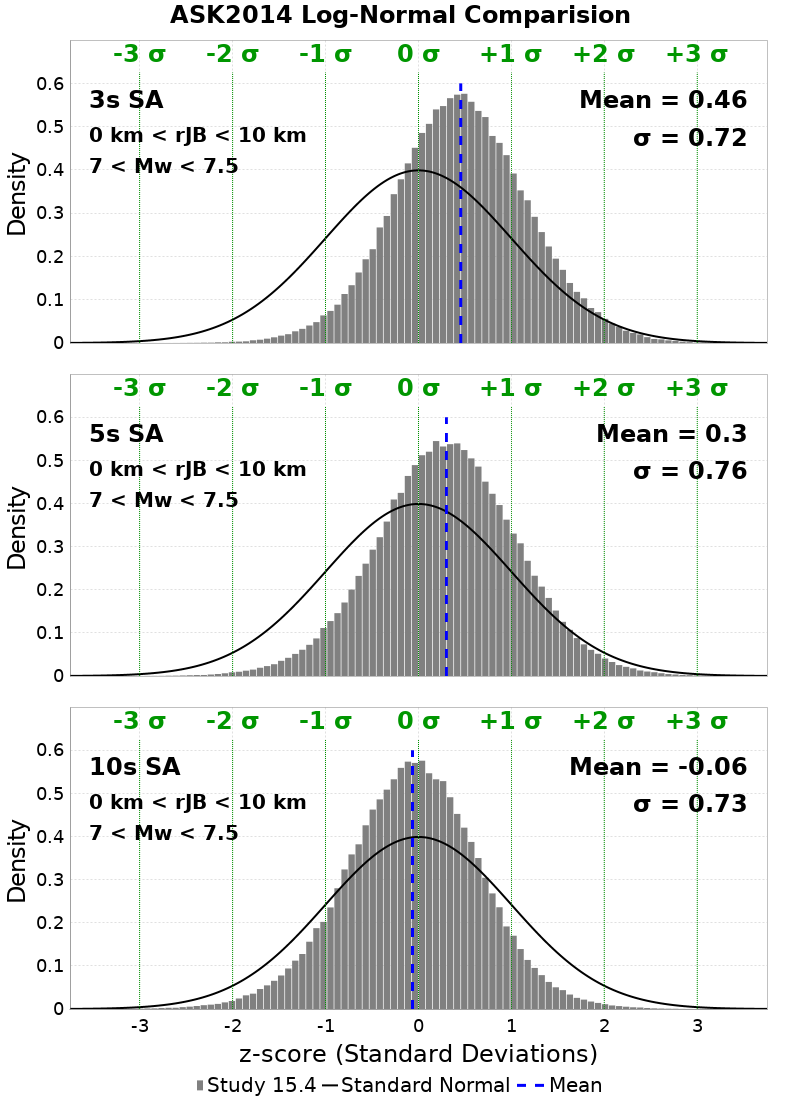 ASK2014 Log-Normal Comparision
-3 σ -2 σ -1 σ 0 σ +1 σ +2 σ +3 σ
3s SA
Mean = 0.46
0 km < rJB < 10 km
σ = 0.72
7 < Mw < 7.5
Density
0.6
0.5
0.4
0.3
0.2
0.1
0
-3 σ -2 σ -1 σ 0 σ +1 σ +2 σ +3 σ
5s SA
Mean = 0.3
0 km < rJB < 10 km
σ = 0.76
7 < Mw < 7.5
Density
0.6
0.5
0.4
0.3
0.2
0.1
0
-3 σ -2 σ -1 σ 0 σ +1 σ +2 σ +3 σ
10s SA
Mean = -0.06
0 km < rJB < 10 km
σ = 0.73
7 < Mw < 7.5
Density
0.6
0.5
0.4
0.3
0.2
0.1
0
-3 -2 -1 0 1 2 3
z-score (Standard Deviations)
Study 15.4 Standard Normal Mean